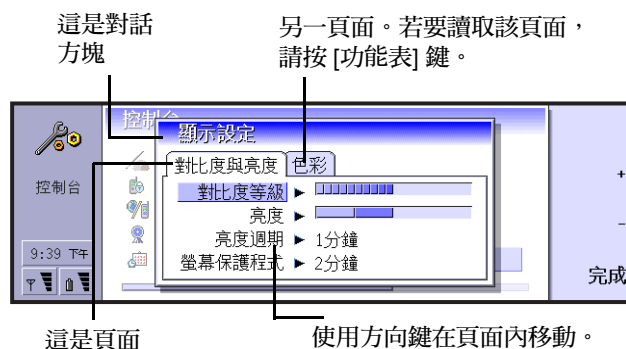 這是對話
方塊
另一頁面。若要讀取該頁面，
請按 [功能表] 鍵。
控制
顯示設定
對比度與亮度 色彩
對比度等級
亮度
亮度週期 1分鐘
螢幕保護程式 2分鐘
控制台
9:39 下午
+
-
完成
這是頁面
使用方向鍵在頁面內移動。